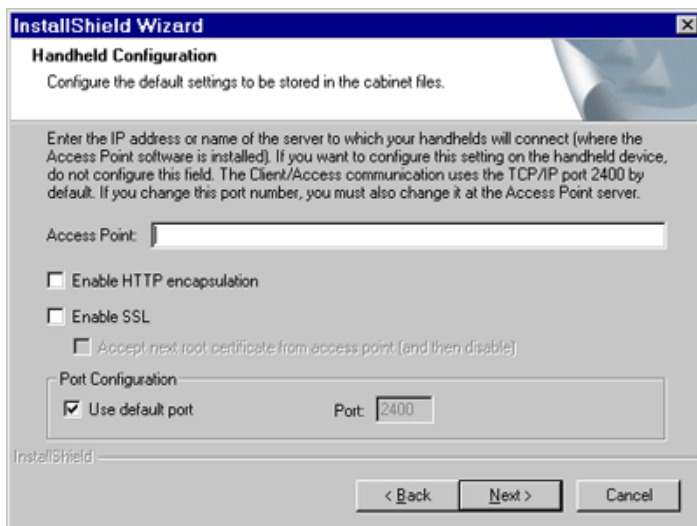 InstallShield Wizard
Handheld Configuration
Configure the default settings to be stored in the cabinet files.
Enter the IP address or name of the server to which your handhelds will connect (where the
Access Point software is installed). If you want to configure this setting on the handheld device,
do not configure this field. The Client/Access communication uses the TCP/IP port 2400 by
default. If you change this port number, you must also change it at the Access Point server.
Access Point:
Enable HTTP encapsulation
Enable SSL
Accept next root certificate from access point (and then disable)
Port Configuration
Use default port Port: 2400
InstallShield
< Back Next > Cancel